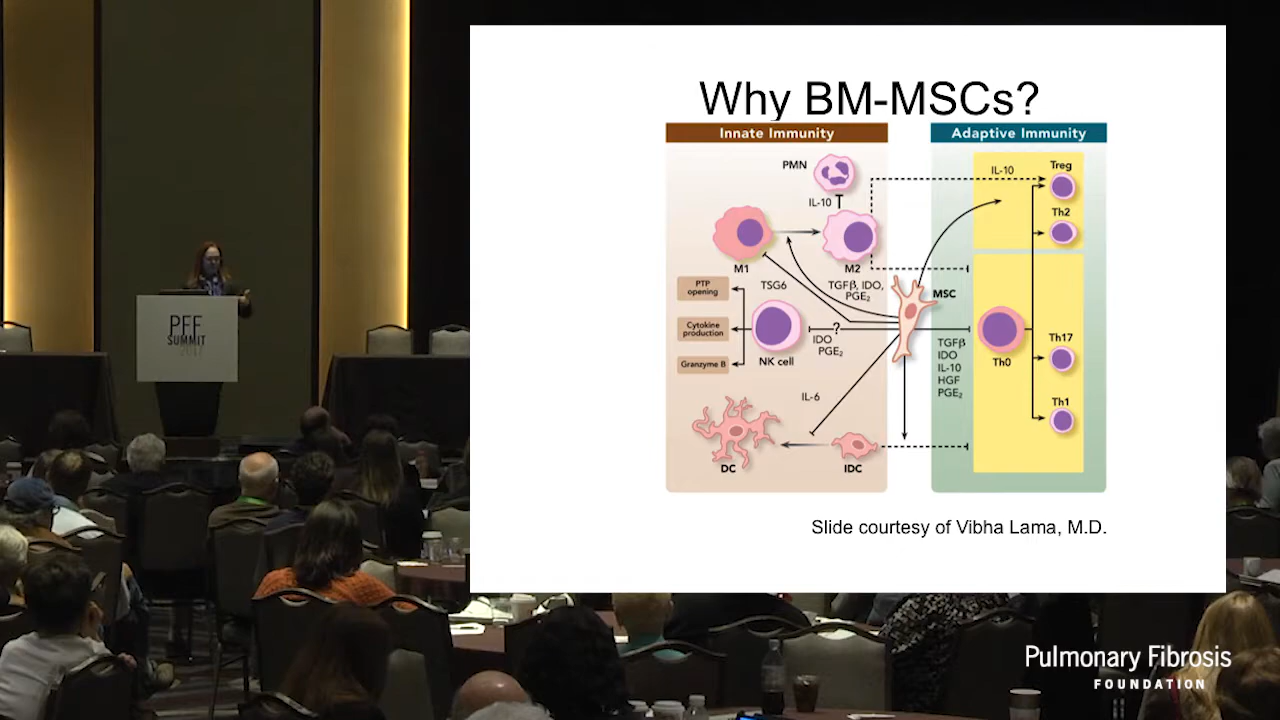 Why BM-MSCs?
Innate Immunity
PMN
IL-10
M1
M2
TSG6
TGFβ, IDO,
PGE₂
PTP
opening
Cytokine
production
Granzyme B
NK cell
?
IDO
PGE₂
IL-6
DC
IDC
MSC
Adaptive Immunity
IL-10
Treg
Th2
TGFβ
IDO
IL-10
HGF
PGE₂
Th0
Th17
Th1
Slide courtesy of Vibha Lama, M.D.
PFF
SUMMIT
2017
Pulmonary Fibrosis
FOUNDATION